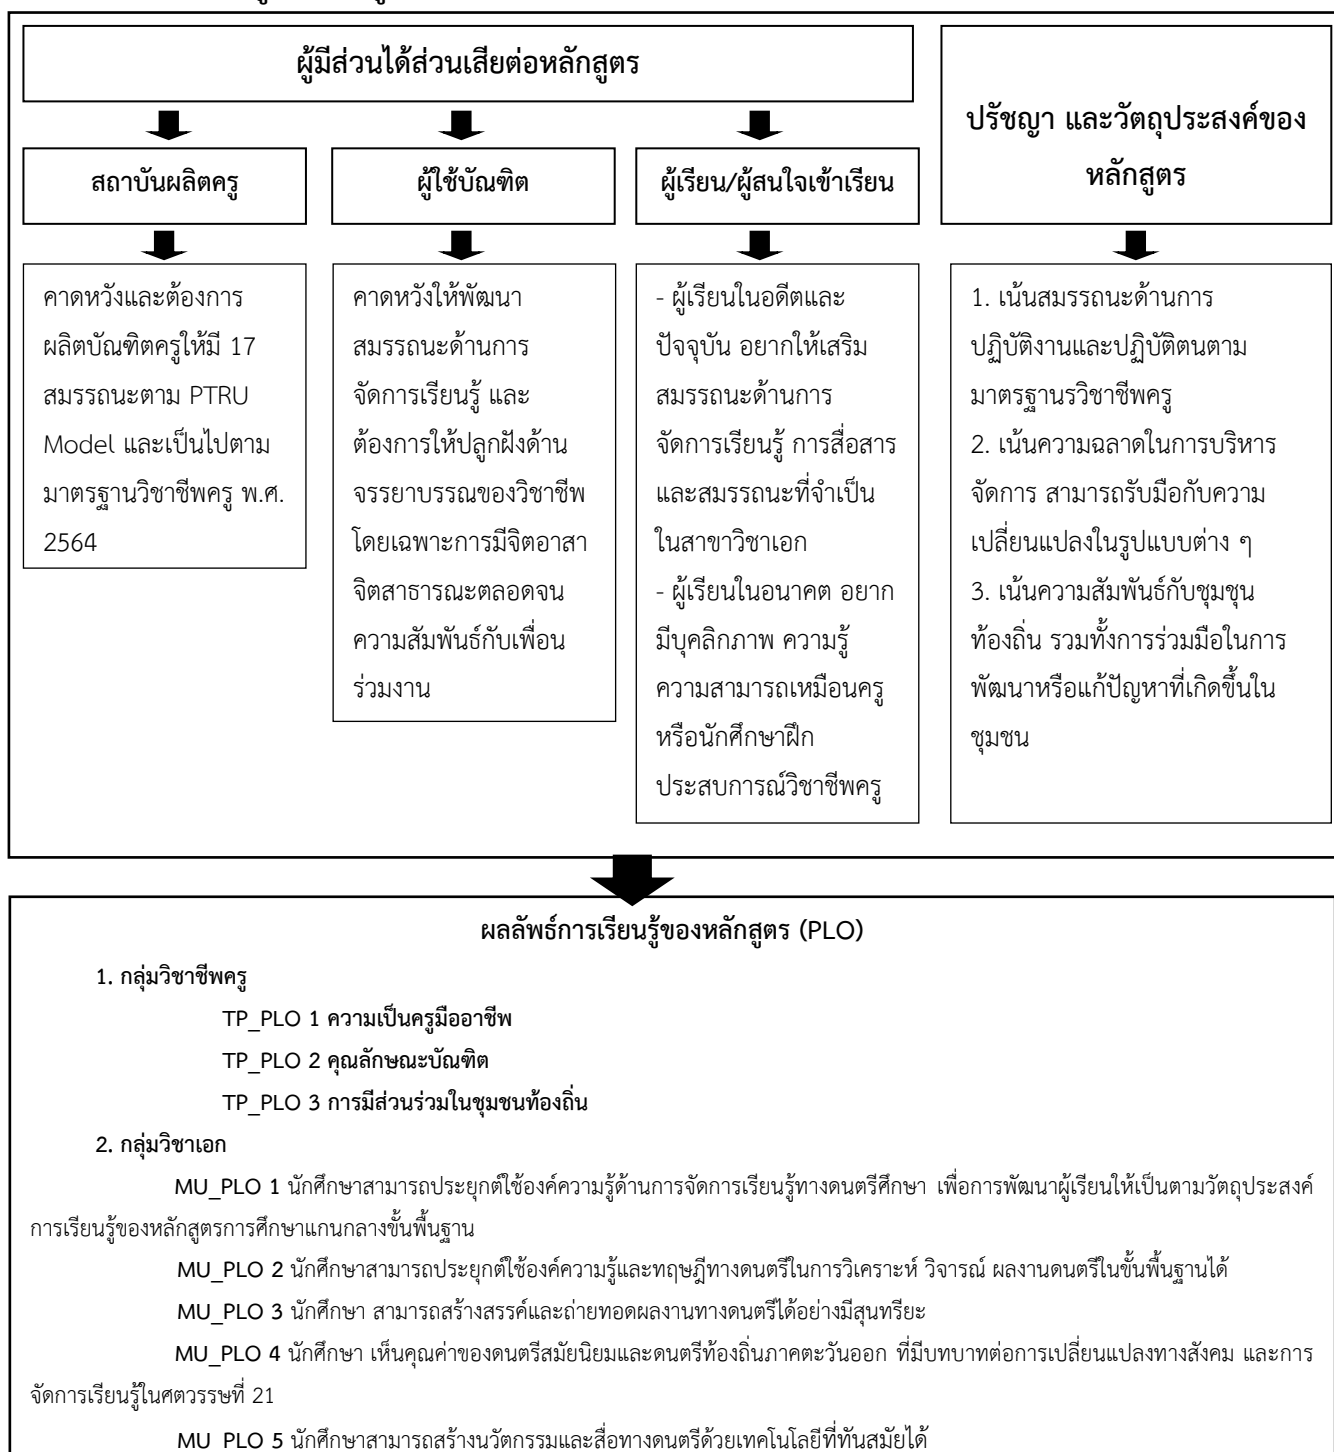 ผู้มีส่วนได้ส่วนเสียต่อหลักสูตร
สถาบันผลิตครู
คาดหวังและต้องการ
ผลิตบัณฑิตครูให้มี 17
สมรรถนะตาม PTRU
Model และเป็นไปตาม
มาตรฐานวิชาชีพครู พ.ศ.
2564
ผู้ใช้บัณฑิต
คาดหวังให้พัฒนา
สมรรถนะด้านการ
จัดการเรียนรู้ และ
ต้องการให้ปลูกฝังด้าน
จรรยาบรรณของวิชาชีพ
โดยเฉพาะการมีจิตอาสา
จิตสาธารณะตลอดจน
ความสัมพันธ์กับเพื่อน
ร่วมงาน
ผู้เรียน/ผู้สนใจเข้าเรียน
- ผู้เรียนในอดีตและ
ปัจจุบัน อยากให้เสริม
สมรรถนะด้านการ
จัดการเรียนรู้ การสื่อสาร
และสมรรถนะที่จำเป็น
ในสาขาวิชาเอก
- ผู้เรียนในอนาคต อยาก
มีบุคลิกภาพ ความรู้
ความสามารถเหมือนครู
หรือนักศึกษาฝึก
ประสบการณ์วิชาชีพครู
ปรัชญา และวัตถุประสงค์ของ
หลักสูตร
1. เน้นสมรรถนะด้านการ
ปฏิบัติงานและปฏิบัติตนตาม
มาตรฐานรวิชาชีพครู
2. เน้นความฉลาดในการบริหาร
จัดการ สามารถรับมือกับความ
เปลี่ยนแปลงในรูปแบบต่าง ๆ
3. เน้นความสัมพันธ์กับชุมชุน
ท้องถิ่น รวมทั้งการร่วมมือในการ
พัฒนาหรือแก้ปัญหาที่เกิดขึ้นใน
ชุมชน
ผลลัพธ์การเรียนรู้ของหลักสูตร (PLO)
1. กลุ่มวิชาชีพครู
TP_PLO 1 ความเป็นครูมืออาชีพ
TP_PLO 2 คุณลักษณะบัณฑิต
TP_PLO 3 การมีส่วนร่วมในชุมชนท้องถิ่น
2. กลุ่มวิชาเอก
MU_PLO 1 นักศึกษาสามารถประยุกต์ใช้องค์ความรู้ด้านการจัดการเรียนรู้ทางดนตรีศึกษา เพื่อการพัฒนาผู้เรียนให้เป็นตามวัตถุประสงค์
การเรียนรู้ของหลักสูตรการศึกษาแกนกลางขั้นพื้นฐาน
MU_PLO 2 นักศึกษาสามารถประยุกต์ใช้องค์ความรู้และทฤษฎีทางดนตรีในการวิเคราะห์ วิจารณ์ ผลงานดนตรีในขั้นพื้นฐานได้
MU_PLO 3 นักศึกษา สามารถสร้างสรรค์และถ่ายทอดผลงานทางดนตรีได้อย่างมีสุนทรียะ
MU_PLO 4 นักศึกษา เห็นคุณค่าของดนตรีสมัยนิยมและดนตรีท้องถิ่นภาคตะวันออก ที่มีบทบาทต่อการเปลี่ยนแปลงทางสังคม และการ
จัดการเรียนรู้ในศตวรรษที่ 21
MU_PLO 5 นักศึกษาสามารถสร้างนวัตกรรมและสื่อทางดนตรีด้วยเทคโนโลยีที่ทันสมัยได้